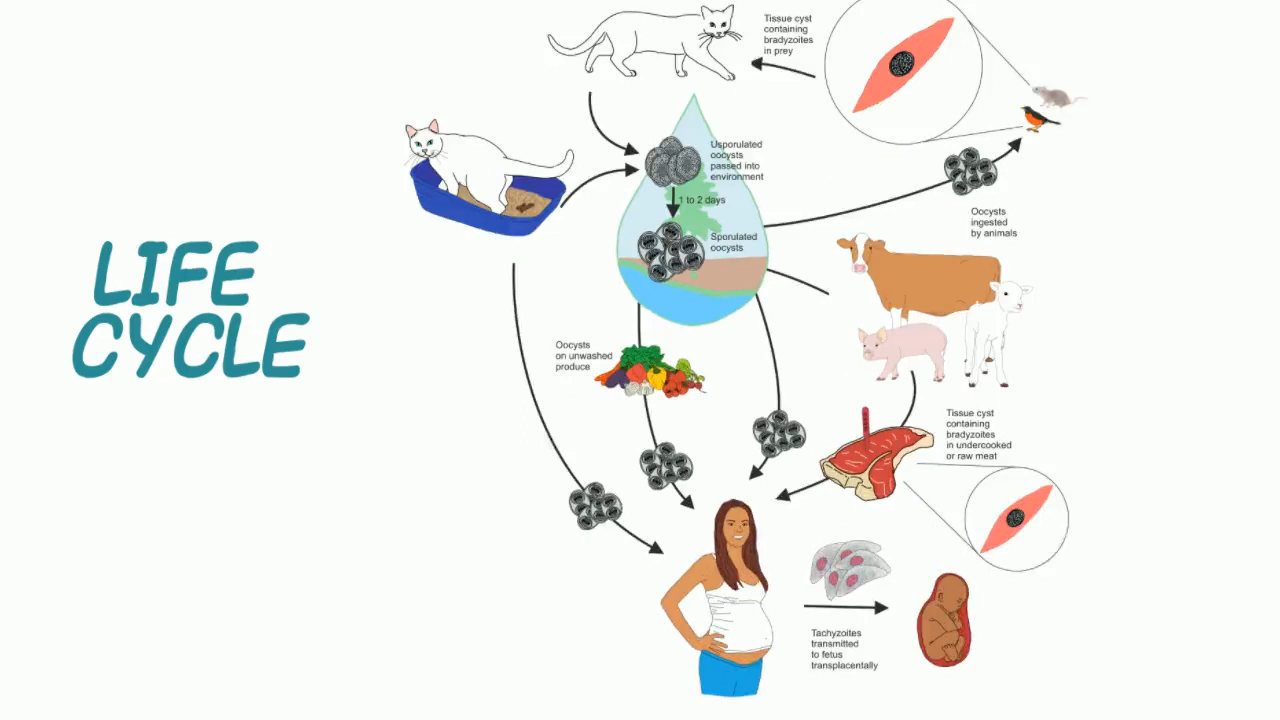 LIFE
CYCLE
Tissue cyst
containing
bradyzoites
in prey
Usporulated
oocysts
passed into
environment
1 to 2 days
Sporulated
oocysts
Oocysts
ingested
by animals
Oocysts
on unwashed
produce
Tissue cyst
containing
bradyzoites
in undercooked
or raw meat
Tachyzoites
transmitted
to fetus
transplacentally